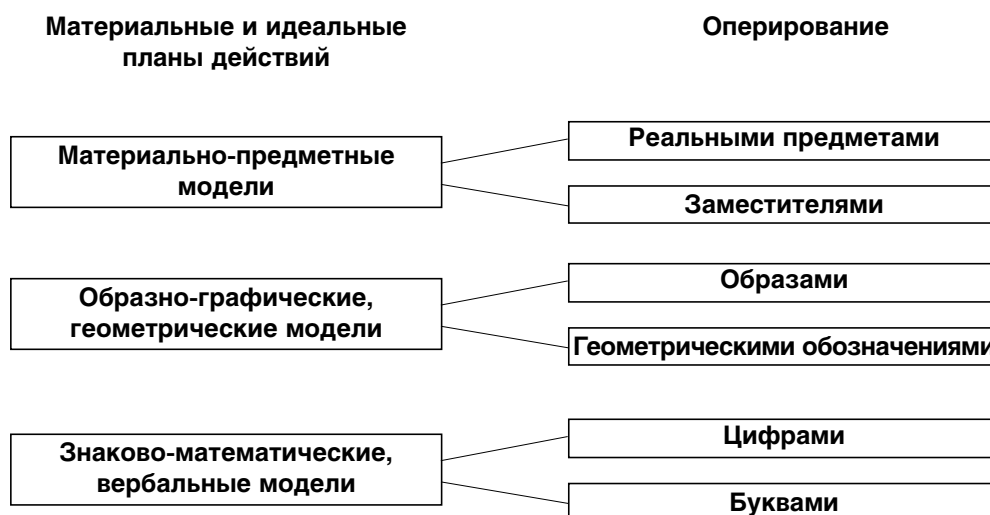 Материальные и идеальные
планы действий
Оперирование
Материально-предметные
модели
Реальными предметами
Заместителями
Образно-графические,
геометрические модели
Образами
Геометрическими обозначениями
Знаково-математические,
вербальные модели
Цифрами
Буквами